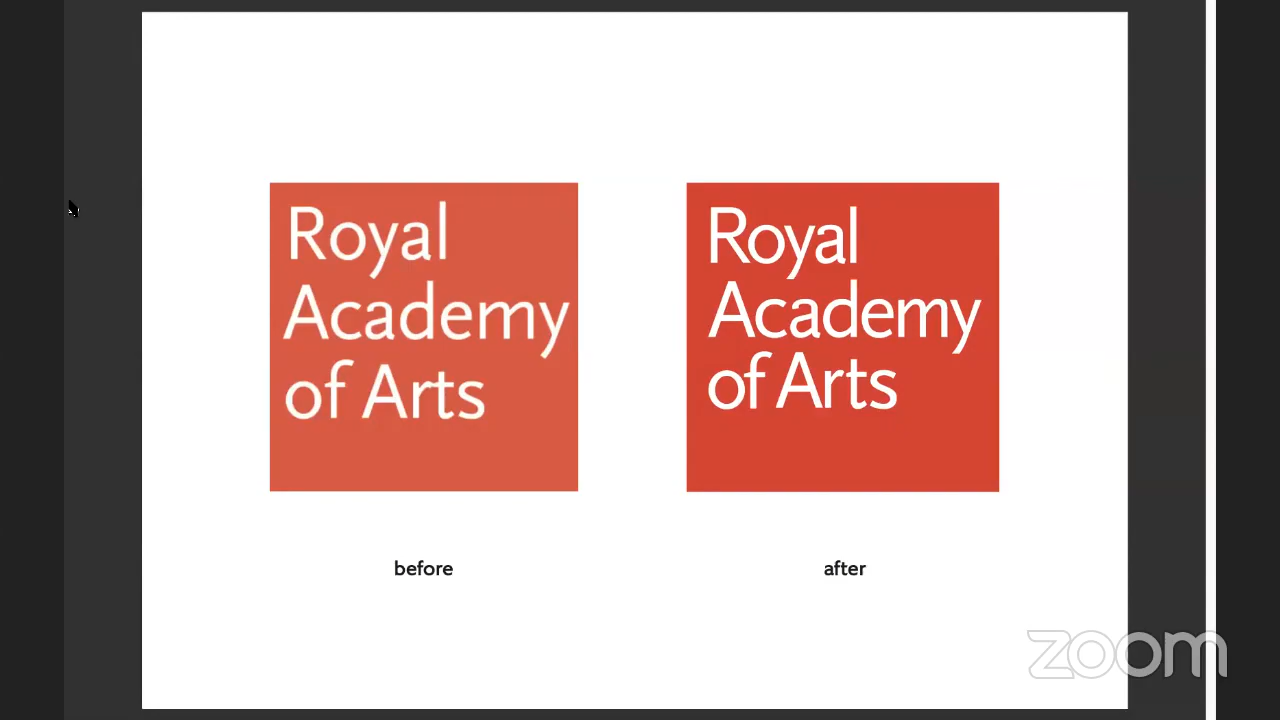 Royal
Academy
of Arts
Royal
Academy
of Arts
before
after
zoom